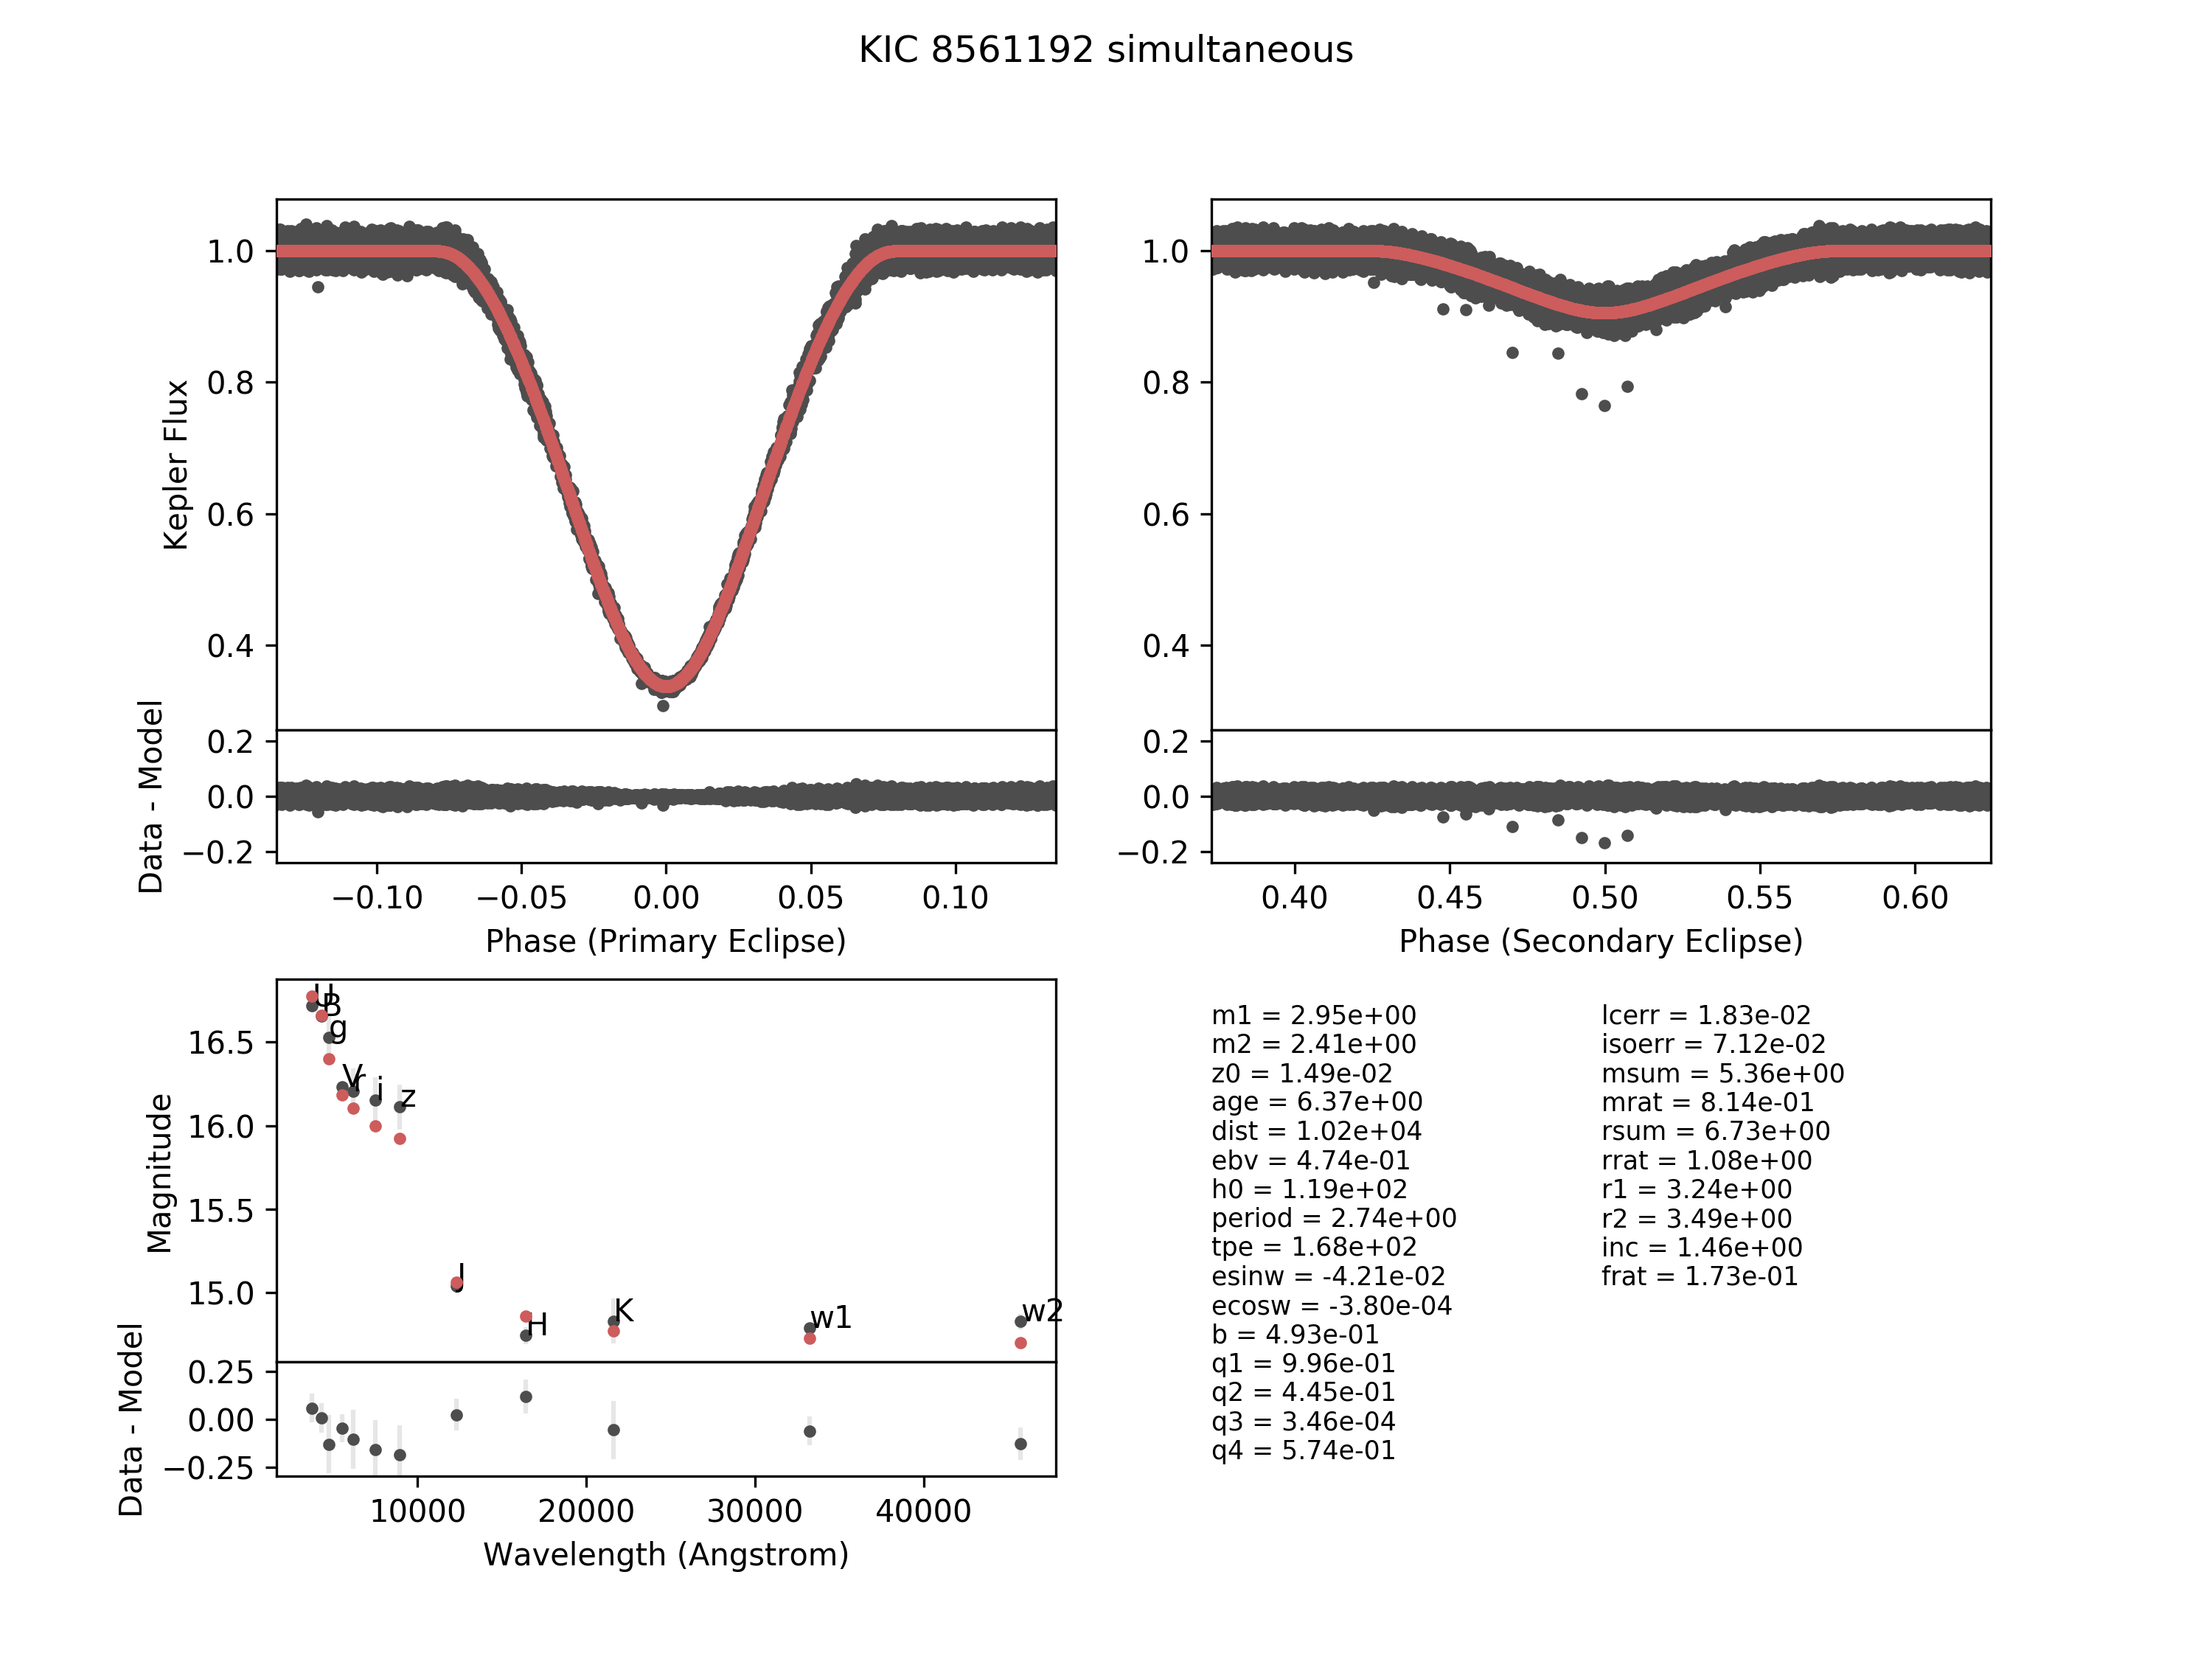 KIC 8561192 simultaneous
Kepler Flux
1.0
0.8
0.6
0.4
1.0
0.8
0.6
0.4
Data - Model
0.2
0.0
−0.2
0.2
0.0
−0.2
−0.10 −0.05 0.00 0.05 0.10
0.40 0.45 0.50 0.55 0.60
Phase (Primary Eclipse)
Phase (Secondary Eclipse)
Magnitude
16.5
16.0
15.5
15.0
U
B
g
V
r
i
z
J
H
K
w1
w2
Data - Model
0.25
0.00
−0.25
10000 20000 30000 40000
Wavelength (Angstrom)
m1 = 2.95e+00
m2 = 2.41e+00
z0 = 1.49e-02
age = 6.37e+00
dist = 1.02e+04
ebv = 4.74e-01
h0 = 1.19e+02
period = 2.74e+00
tpe = 1.68e+02
esinw = -4.21e-02
ecosw = -3.80e-04
b = 4.93e-01
q1 = 9.96e-01
q2 = 4.45e-01
q3 = 3.46e-04
q4 = 5.74e-01
lcerr = 1.83e-02
isoerr = 7.12e-02
msum = 5.36e+00
mrat = 8.14e-01
rsum = 6.73e+00
rrat = 1.08e+00
r1 = 3.24e+00
r2 = 3.49e+00
inc = 1.46e+00
frat = 1.73e-01